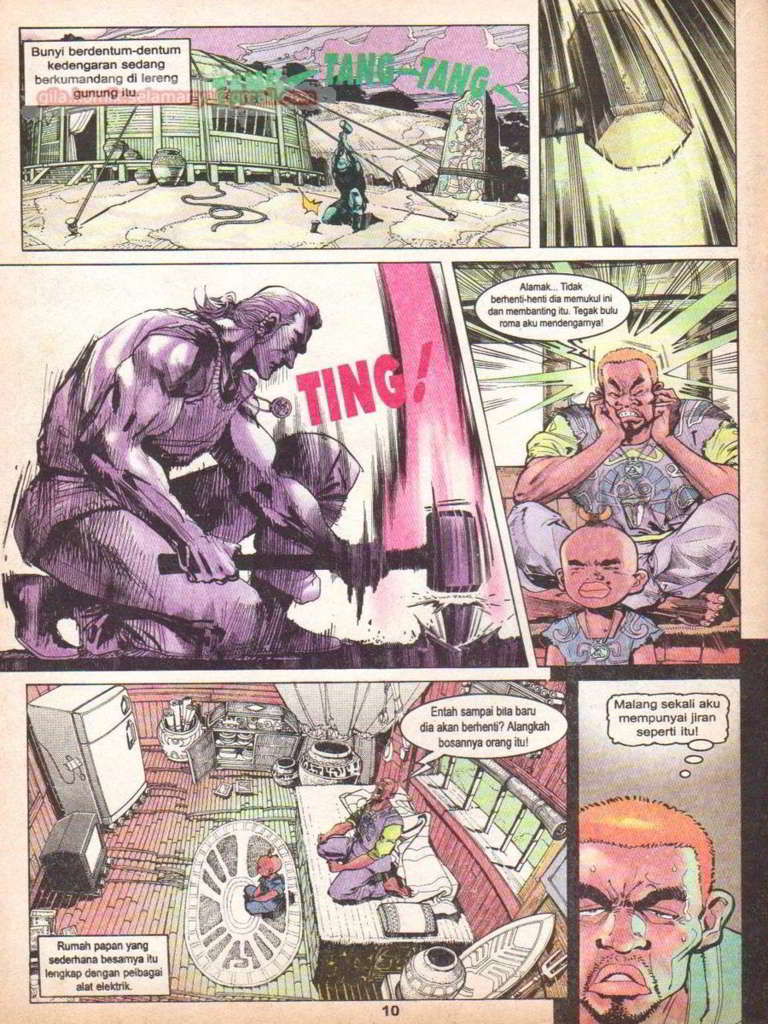 Bunyi berdentum-dentum
kedengaran sedang
berkumandang di lereng
gunung itu.
TANG TANG
TING!
Alamak... Tidak
berhenti-henti dia memukul ini
dan membanting itu. Tegak bulu
roma aku mendengarnya!
Entah sampai bila baru
dia akan berhenti? Alangkah
bosannya orang itu!
Rumah papan yang
sederhana besarnya itu
lengkap dengan pelbagai
alat elektrik.
Malang sekali aku
mempunyai jiran
seperti itu!
10